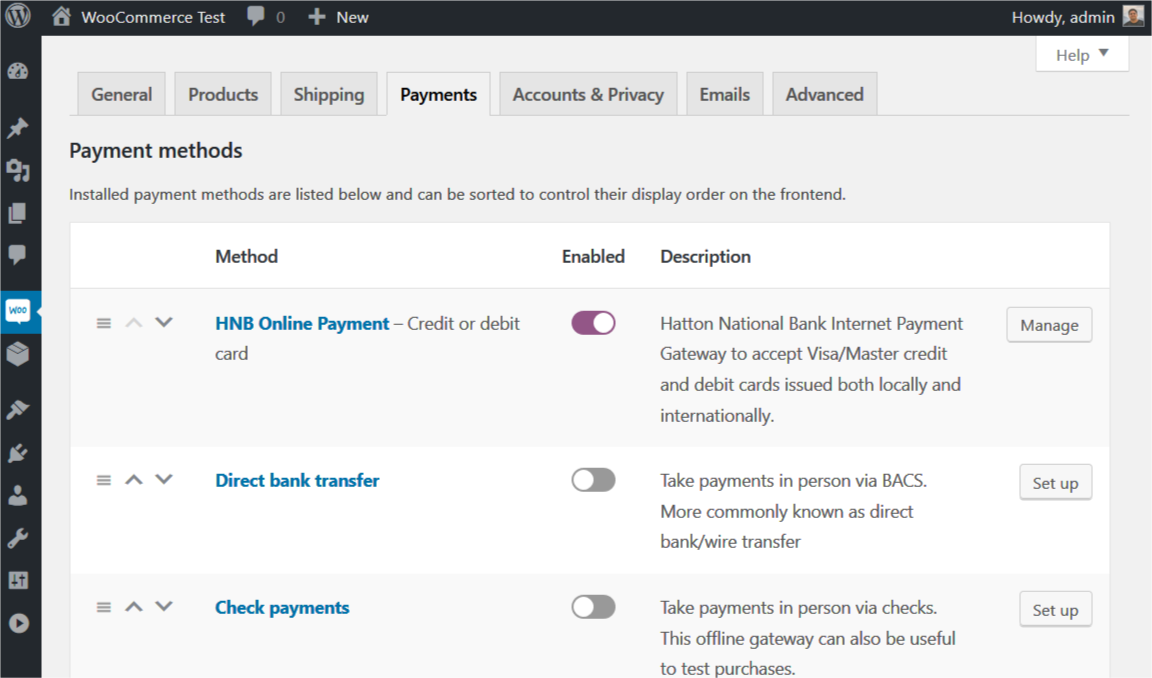 WooCommerce Test 0 New Howdy, admin
Help
General Products Shipping Payments Accounts & Privacy Emails Advanced
Payment methods
Installed payment methods are listed below and can be sorted to control their display order on the frontend.
Method Enabled Description
woo
HNB Online Payment – Credit or debit
card
Hatton National Bank Internet Payment
Gateway to accept Visa/Master credit
and debit cards issued both locally and
internationally.
Manage
Direct bank transfer
Take payments in person via BACS.
More commonly known as direct
bank/wire transfer
Set up
Check payments
Take payments in person via checks.
This offline gateway can also be useful
to test purchases.
Set up